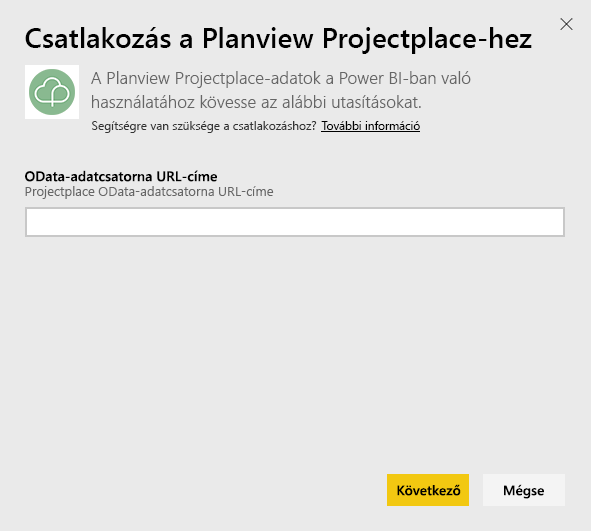 Csatlakozás a Planview Projectplace-hez
A Planview Projectplace-adatok a Power BI-ban való
használatához kövesse az alábbi utasításokat.
Segítségre van szüksége a csatlakozáshoz? További információ
OData-adatcsatorna URL-címe
Projectplace OData-adatcsatorna URL-címe
Következő Mégse